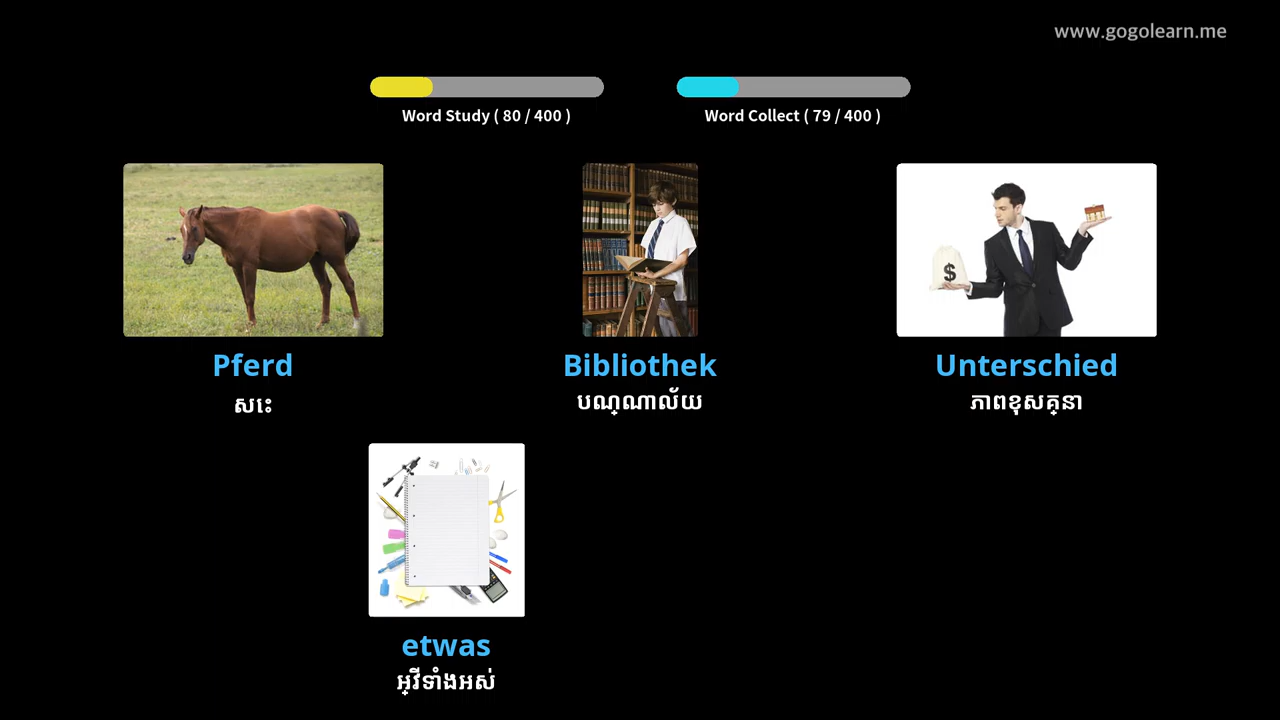 www.gogolearn.me
Word Study ( 80 / 400 )
Word Collect ( 79 / 400 )
Pferd
សេះ
Bibliothek
បណ្ណាល័យ
Unterschied
ភាពខុសគ្នា
$
etwas
អ្វីទាំងអស់